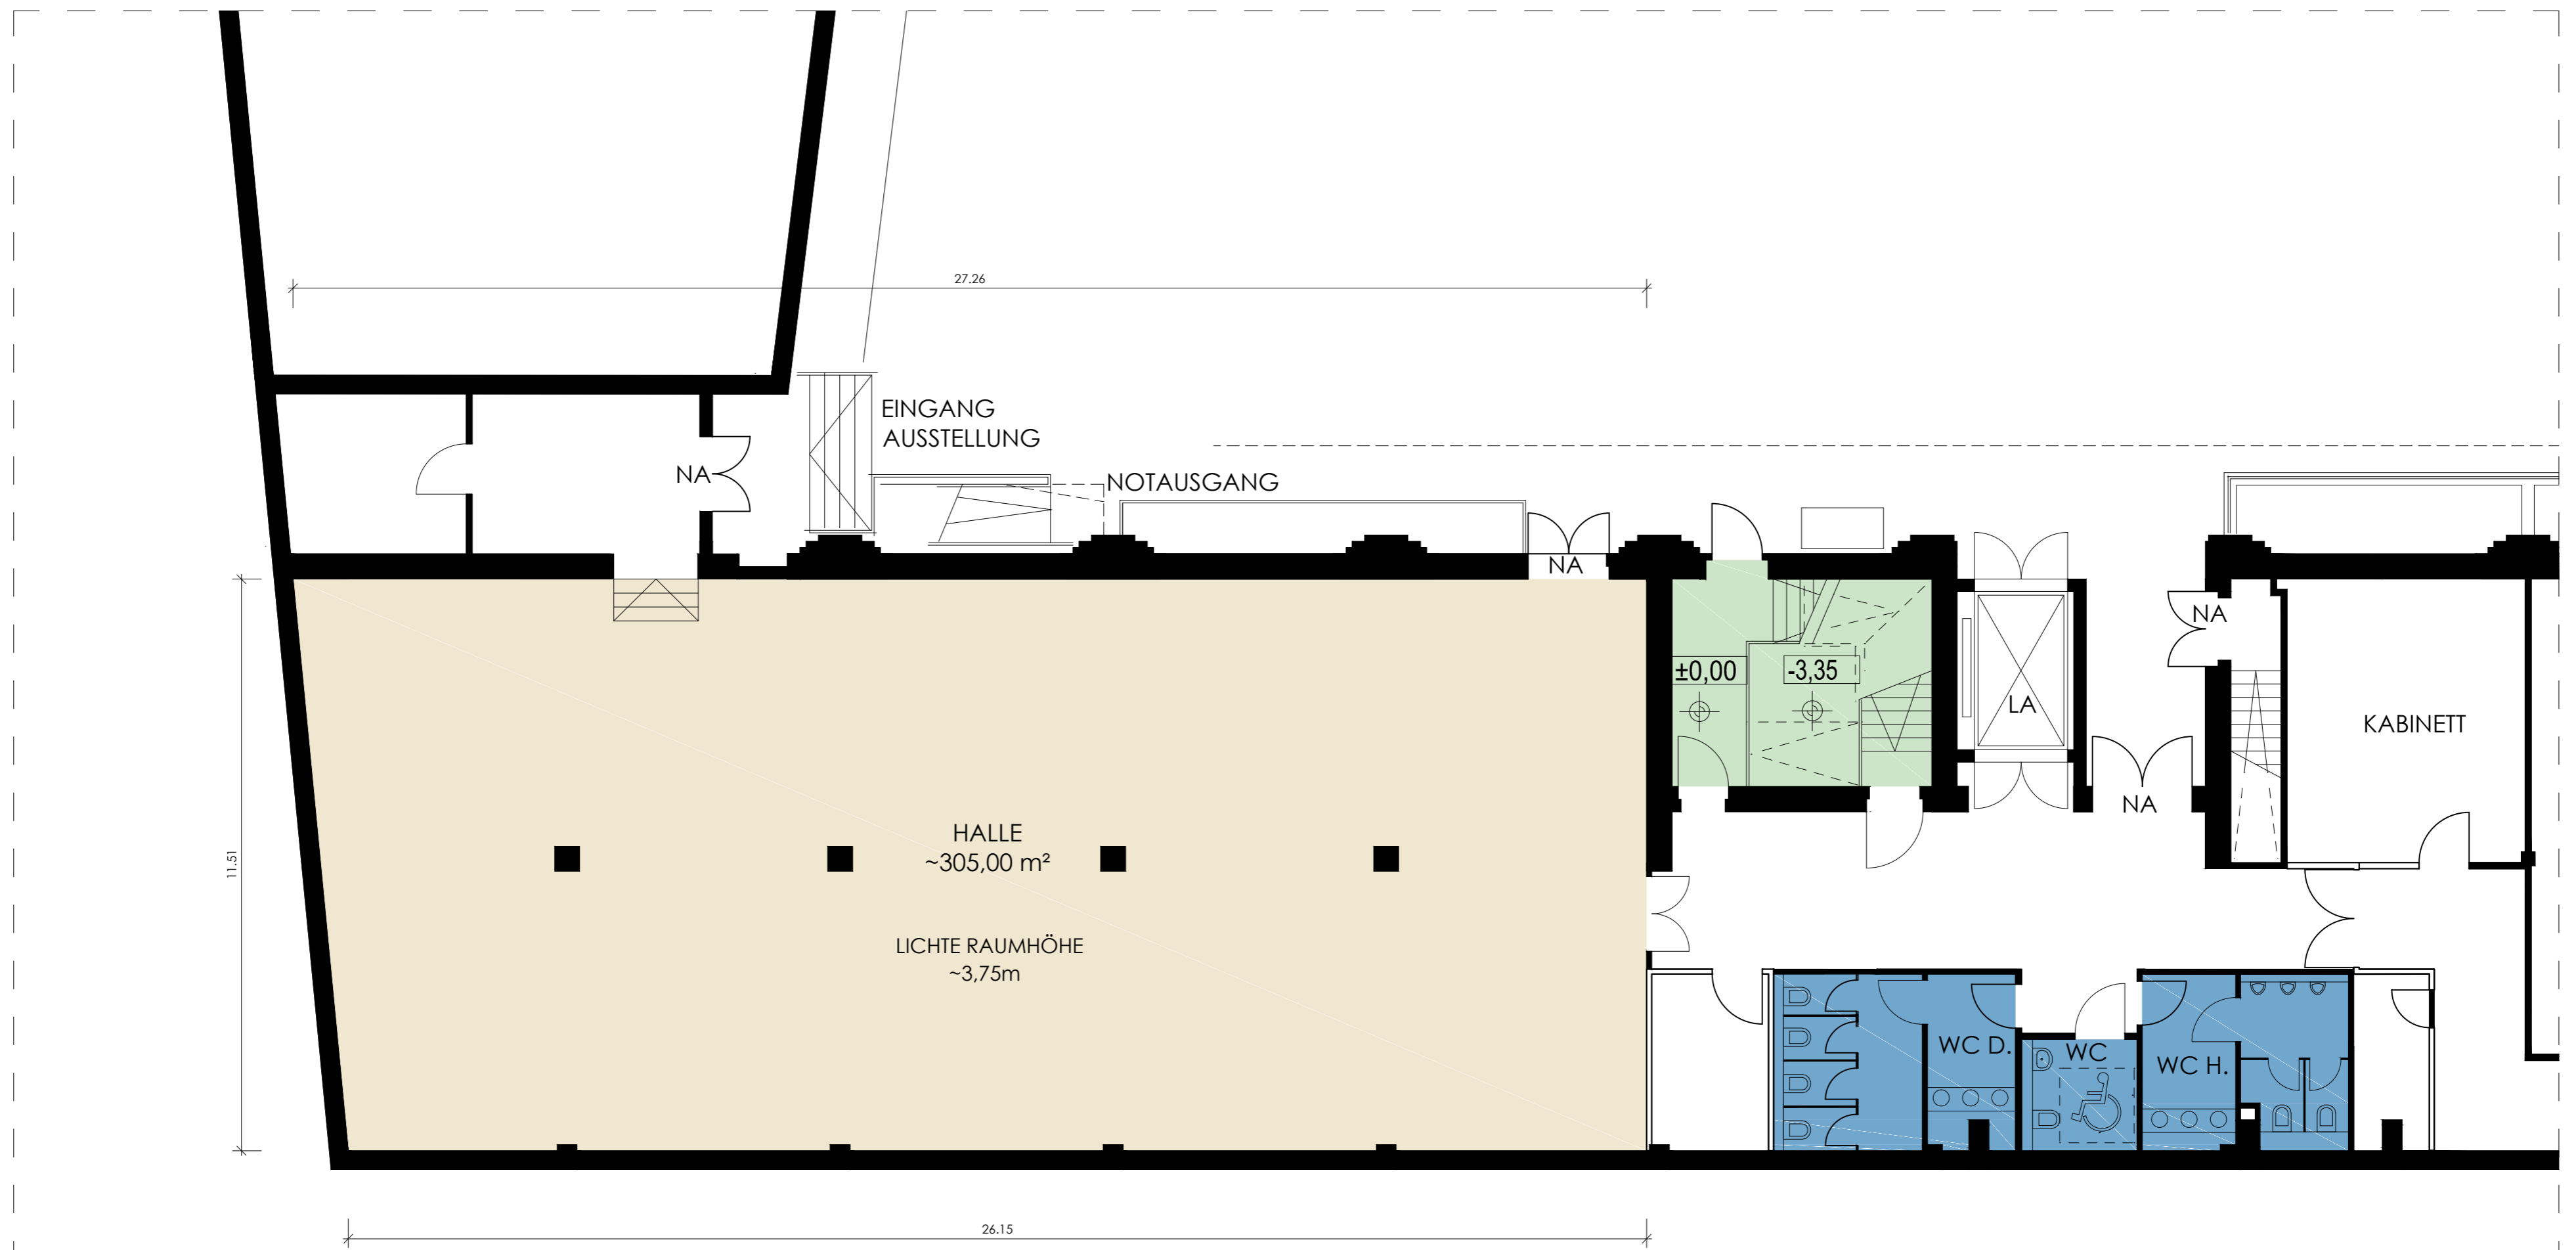 27.26
EINGANG
AUSSTELLUNG
NA
NOTAUSGANG
NA
NA
±0,00
-3,35
LA
KABINETT
NA
HALLE
~305,00 m²
11.51
LICHTE RAUMHÖHE
~3,75m
WC D.
WC
WC H.
26.15